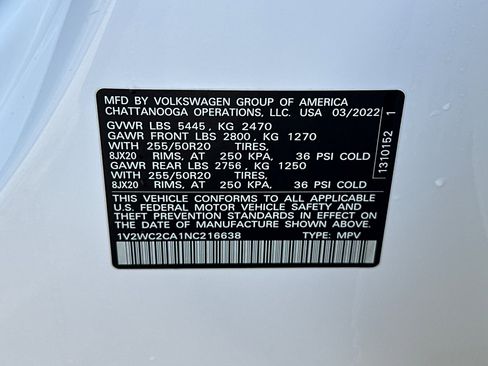 MFD BY VOLKSWAGEN GROUP OF AMERICA
CHATTANOOGA OPERATIONS, LLC. USA 03/2022
GVWR LBS 5445, KG 2470
GAWR FRONT LBS 2800 , KG 1270
WITH 255/50R20 TIRES,
8JX20 RIMS, AT 250 KPA, 36 PSI COLD
GAWR REAR LBS 2756 , KG 1250
WITH 255/50R20 TIRES,
8JX20 RIMS, AT 250 KPA, 36 PSI COLD
THIS VEHICLE CONFORMS TO ALL APPLICABLE
U.S. FEDERAL MOTOR VEHICLE SAFETY AND
THEFT PREVENTION STANDARDS IN EFFECT ON
THE DATE OF MANUFACTURE SHOWN ABOVE.
1V2WC2CA1NC216638 TYPE: MPV
1310152 1